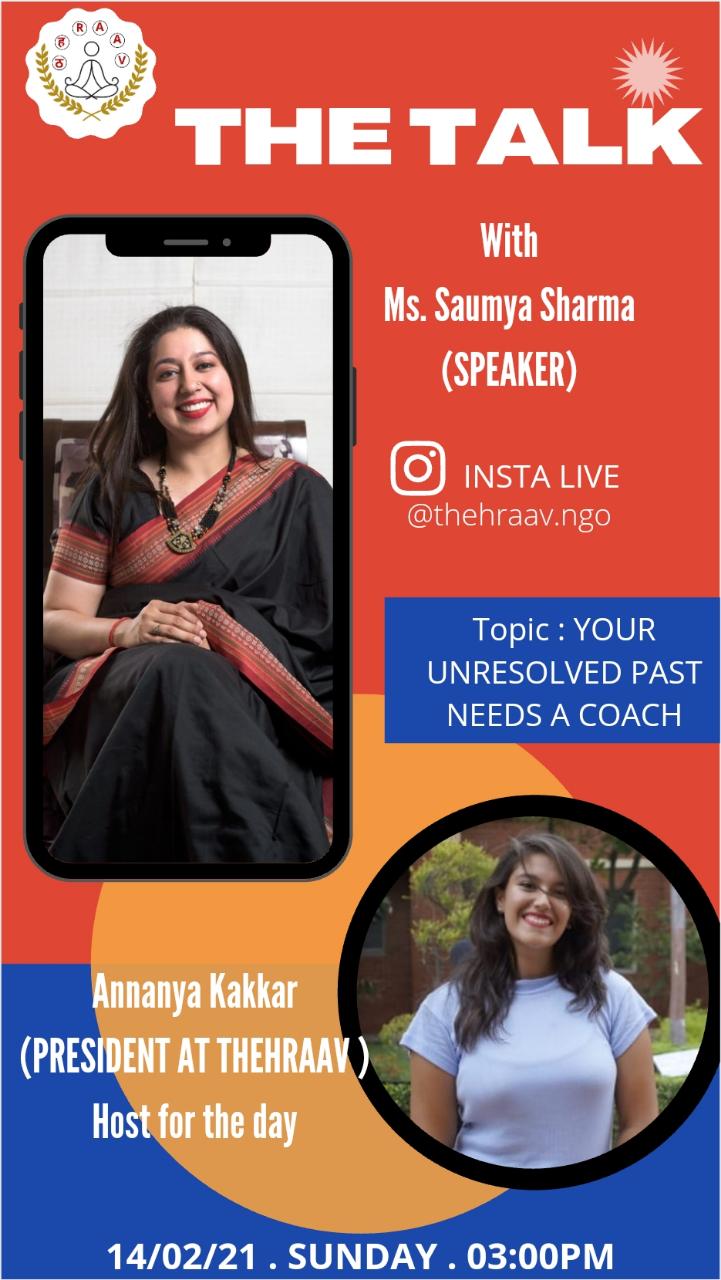 ठ ह R A A V
THE TALK
With
Ms. Saumya Sharma
(SPEAKER)
INSTA LIVE
@thehraav.ngo
Topic : YOUR
UNRESOLVED PAST
NEEDS A COACH
Annanya Kakkar
(PRESIDENT AT THEHRAAV )
Host for the day
14/02/21 . SUNDAY . 03:00PM